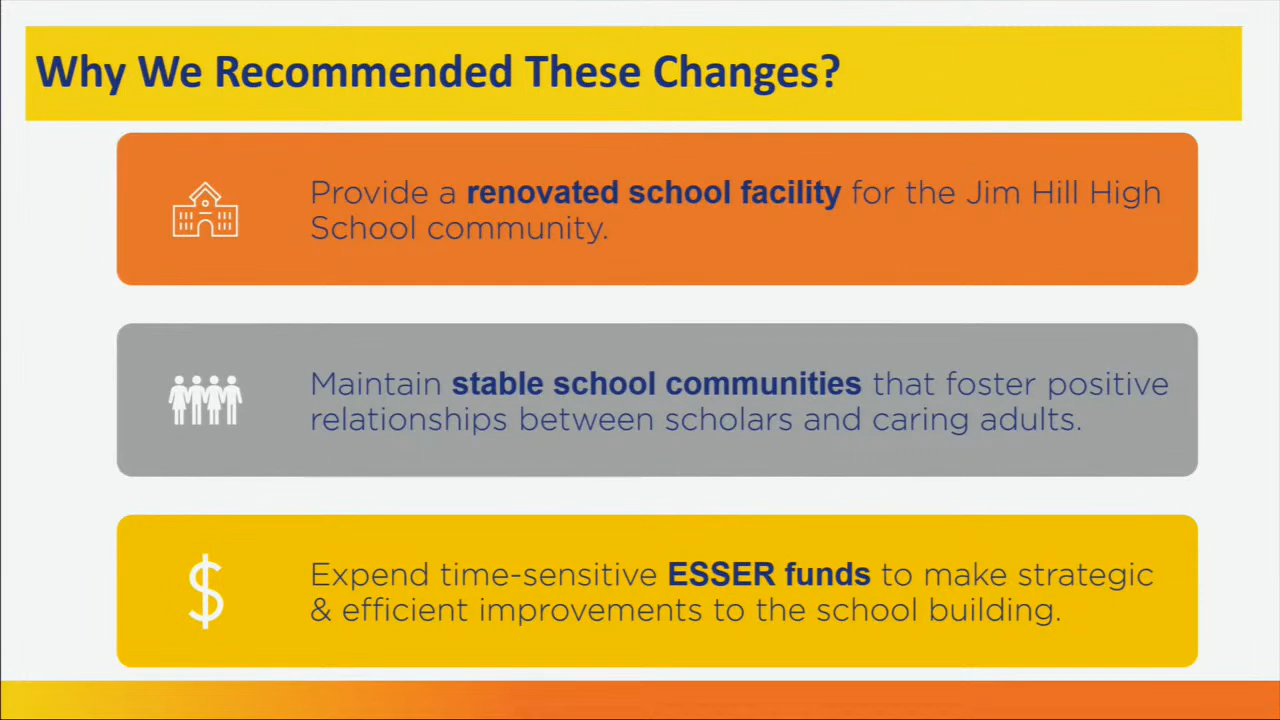 Why We Recommended These Changes?
Provide a renovated school facility for the Jim Hill High
School community.
Maintain stable school communities that foster positive
relationships between scholars and caring adults.
Expend time-sensitive ESSER funds to make strategic
& efficient improvements to the school building.